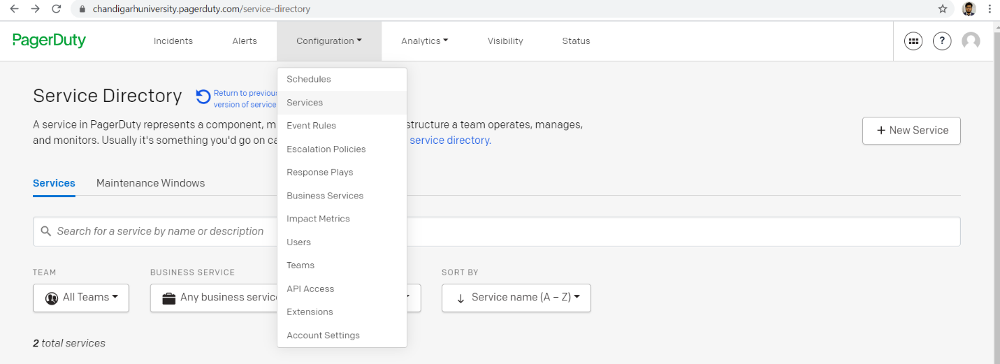 chandigarhuniversity.pagerduty.com/service-directory
PagerDuty
Incidents
Alerts
Configuration
Analytics
Visibility
Status
?
Schedules
Services
Event Rules
Escalation Policies
Response Plays
Business Services
Impact Metrics
Users
Teams
API Access
Extensions
Account Settings
Service Directory
Return to previous
version of service
A service in PagerDuty represents a component, m structure a team operates, manages,
and monitors. Usually it's something you'd go on ca service directory.
+ New Service
Services
Maintenance Windows
Search for a service by name or description
TEAM
BUSINESS SERVICE
SORT BY
All Teams
Any business service
Service name (A – Z)
2 total services